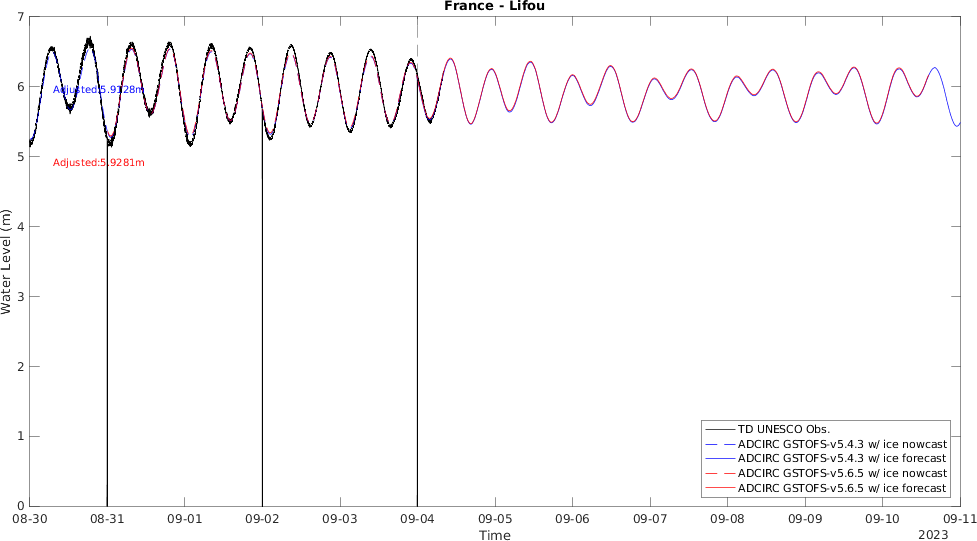 France - Lifou
7
6
5
4
3
2
1
0
Water Level (m)
Adjusted:5.9128m
Adjusted:5.9281m
TD UNESCO Obs.
ADCIRC GSTOFS-v5.4.3 w/ ice nowcast
ADCIRC GSTOFS-v5.4.3 w/ ice forecast
ADCIRC GSTOFS-v5.6.5 w/ ice nowcast
ADCIRC GSTOFS-v5.6.5 w/ ice forecast
08-30 08-31 09-01 09-02 09-03 09-04 09-05 09-06 09-07 09-08 09-09 09-10 09-11
Time
2023